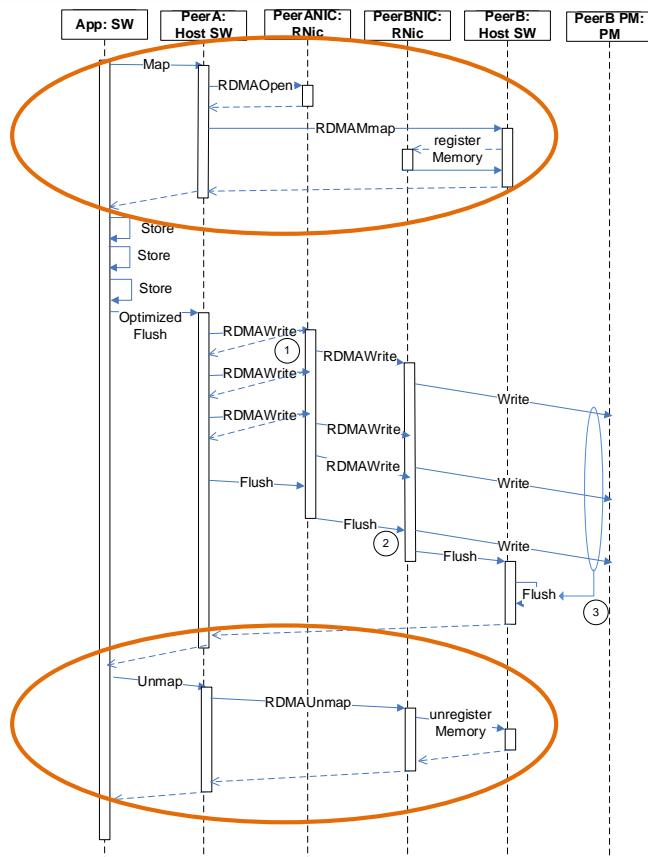 App: SW
PeerA:
Host SW
PeerANIC:
RNic
PeerBNIC:
RNic
PeerB:
Host SW
PeerB PM:
PM
Map
RDMAOpen
RDMAMmap
register
Memory
Store
Store
Store
Optimized
Flush
RDMAWrite
1
RDMAWrite
RDMAWrite
Write
RDMAWrite
RDMAWrite
RDMAWrite
Flush
Write
Flush
2
Write
Flush
Flush
3
Unmap
RDMAUnmap
unregister
Memory